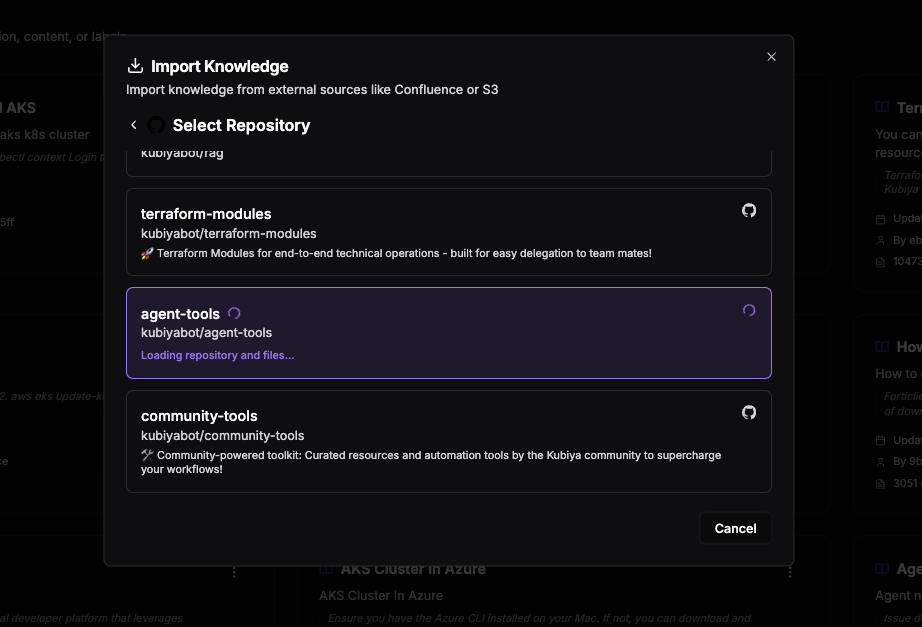 ion, content, or labels
Import Knowledge
Import knowledge from external sources like Confluence or S3
Select Repository
kubiyabot/rag
terraform-modules
kubiyabot/terraform-modules
🚀 Terraform Modules for end-to-end technical operations - built for easy delegation to team mates!
agent-tools
kubiyabot/agent-tools
Loading repository and files...
community-tools
kubiyabot/community-tools
🛠 Community-powered toolkit: Curated resources and automation tools by the Kubiya community to supercharge
your workflows!
Cancel
AKS
aks k8s cluster
bectl context Login t
5ff
2. aws eks update-k
ce
al developer platform that leverages
AKS Cluster In Azure
AKS Cluster In Azure
Ensure you have the Azure CLI installed on your Mac. If not, you can download and
Terr
You can
resource
Terrafo
Kubiya
Updat
By eb
10473
How
How to
Forticlie
of down
Updat
By 9b
3051
Age
Agent n
Issue d